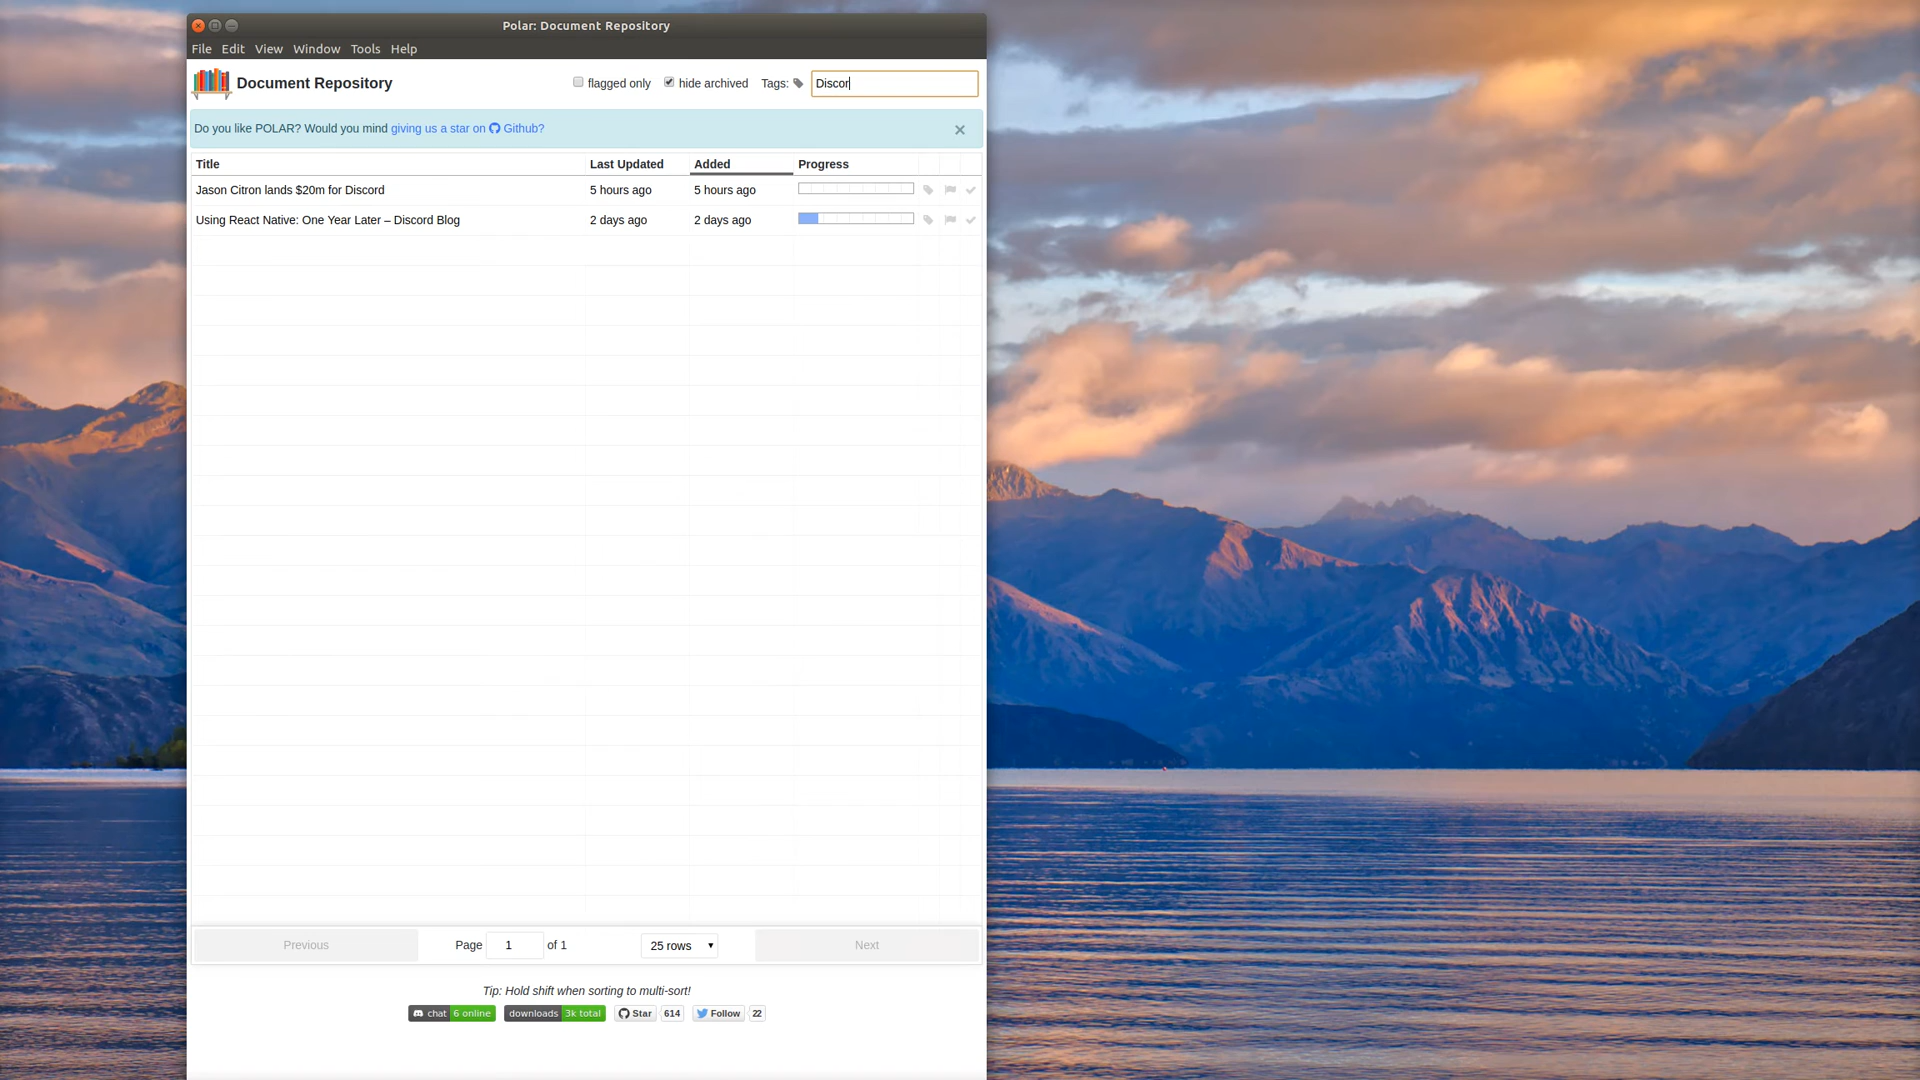 Polar: Document Repository
File Edit View Window Tools Help
Document Repository
flagged only hide archived Tags: Discor
Do you like POLAR? Would you mind giving us a star on Github? ×
Title Last Updated Added Progress
Jason Citron lands $20m for Discord 5 hours ago 5 hours ago
Using React Native: One Year Later – Discord Blog 2 days ago 2 days ago
Previous Page 1 of 1 25 rows Next
Tip: Hold shift when sorting to multi-sort!
chat 6 online downloads 3k total Star 614 Follow 22